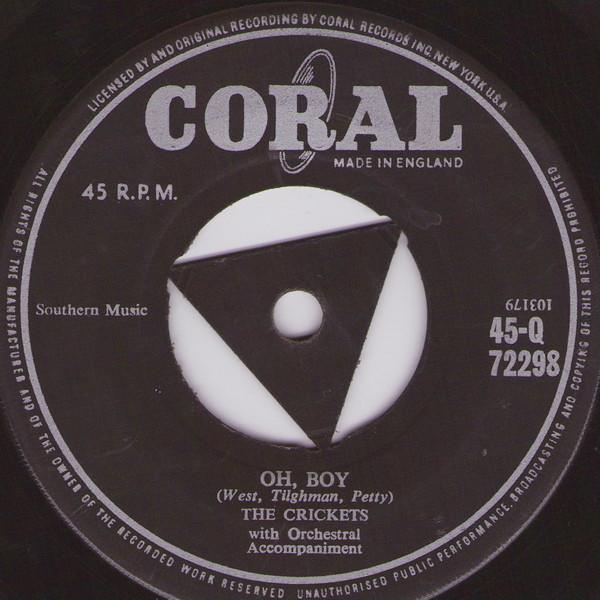 LICENSED BY AND ORIGINAL RECORDING BY CORAL RECORDS INC. NEW YORK U.S.A.
CORAL
MADE IN ENGLAND
45 R.P.M.
Southern Music
103179
45-Q
72298
OH, BOY
(West, Tilghman, Petty)
THE CRICKETS
with Orchestral
Accompaniment
ALL RIGHTS OF THE MANUFACTURER AND OF THE OWNER OF THE RECORDED WORK RESERVED UNAUTHORISED PUBLIC PERFORMANCE, BROADCASTING AND COPYING OF THIS RECORD PROHIBITED